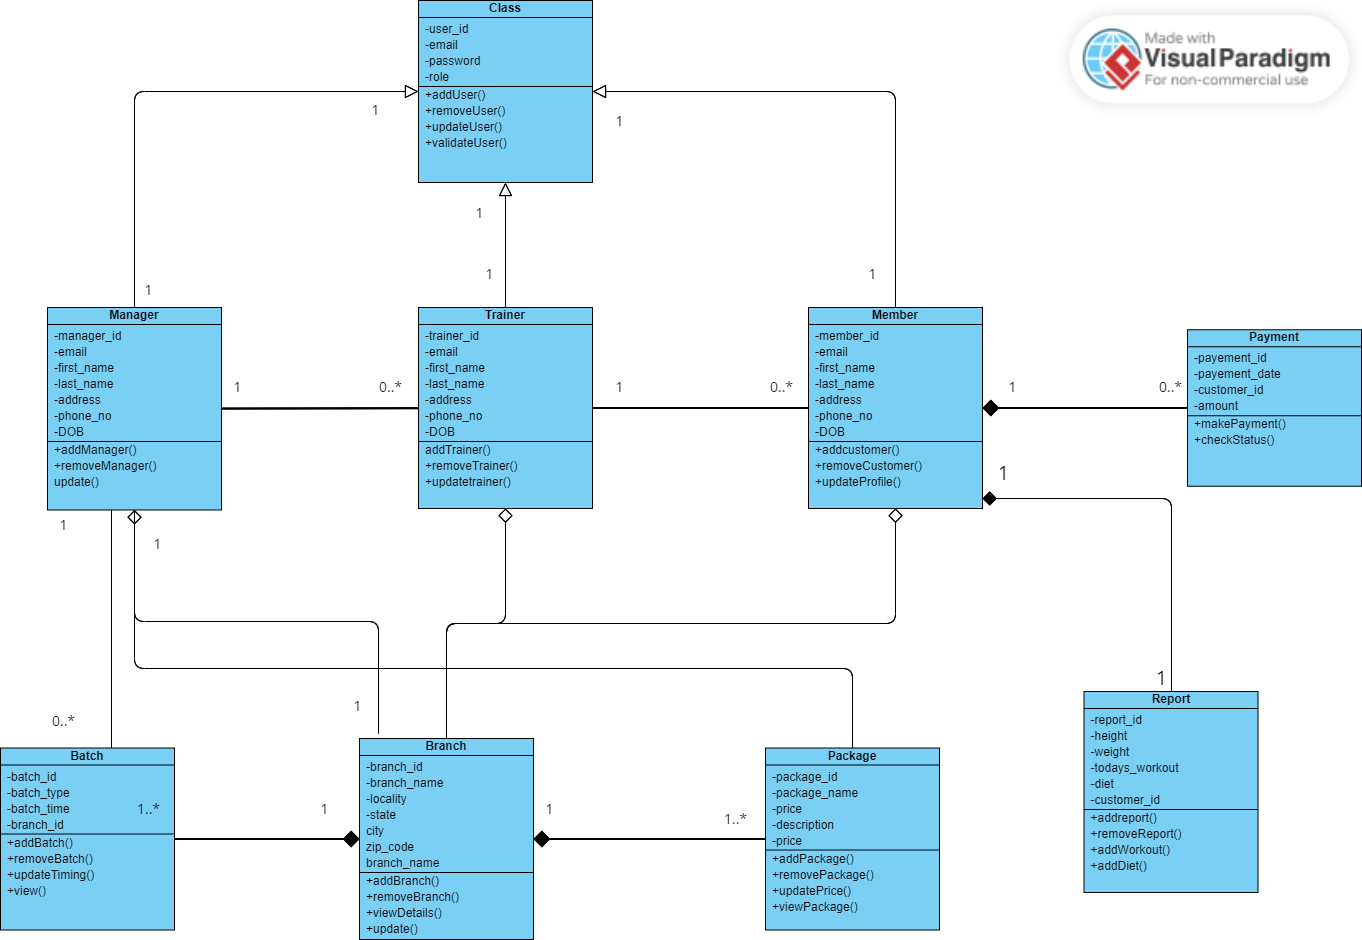 Class
-user_id
-email
-password
-role
+addUser()
+removeUser()
+updateUser()
+validateUser()
Made with
VisualParadigm
For non-commercial use
1
1
1
1
1
1
Manager
-manager_id
-email
-first_name
-last_name
-address
-phone_no
-DOB
+addManager()
+removeManager()
update()
1
0..*
Trainer
-trainer_id
-email
-first_name
-last_name
-address
-phone_no
-DOB
addTrainer()
+removeTrainer()
+updatetrainer()
1
0..*
Member
-member_id
-email
-first_name
-last_name
-address
-phone_no
-DOB
+addcustomer()
+removeCustomer()
+updateProfile()
1
0..*
Payment
-payement_id
-payement_date
-customer_id
-amount
+makePayment()
+checkStatus()
1
1
1
1
1
0..*
Batch
-batch_id
-batch_type
-batch_time
-branch_id
+addBatch()
+removeBatch()
+updateTiming()
+view()
1..*
1
Branch
-branch_id
-branch_name
-locality
-state
city
zip_code
branch_name
+addBranch()
+removeBranch()
+viewDetails()
+update()
1
1..*
Package
-package_id
-package_name
-price
-description
-price
+addPackage()
+removePackage()
+updatePrice()
+viewPackage()
Report
-report_id
-height
-weight
-todays_workout
-diet
-customer_id
+addreport()
+removeReport()
+addWorkout()
+addDiet()